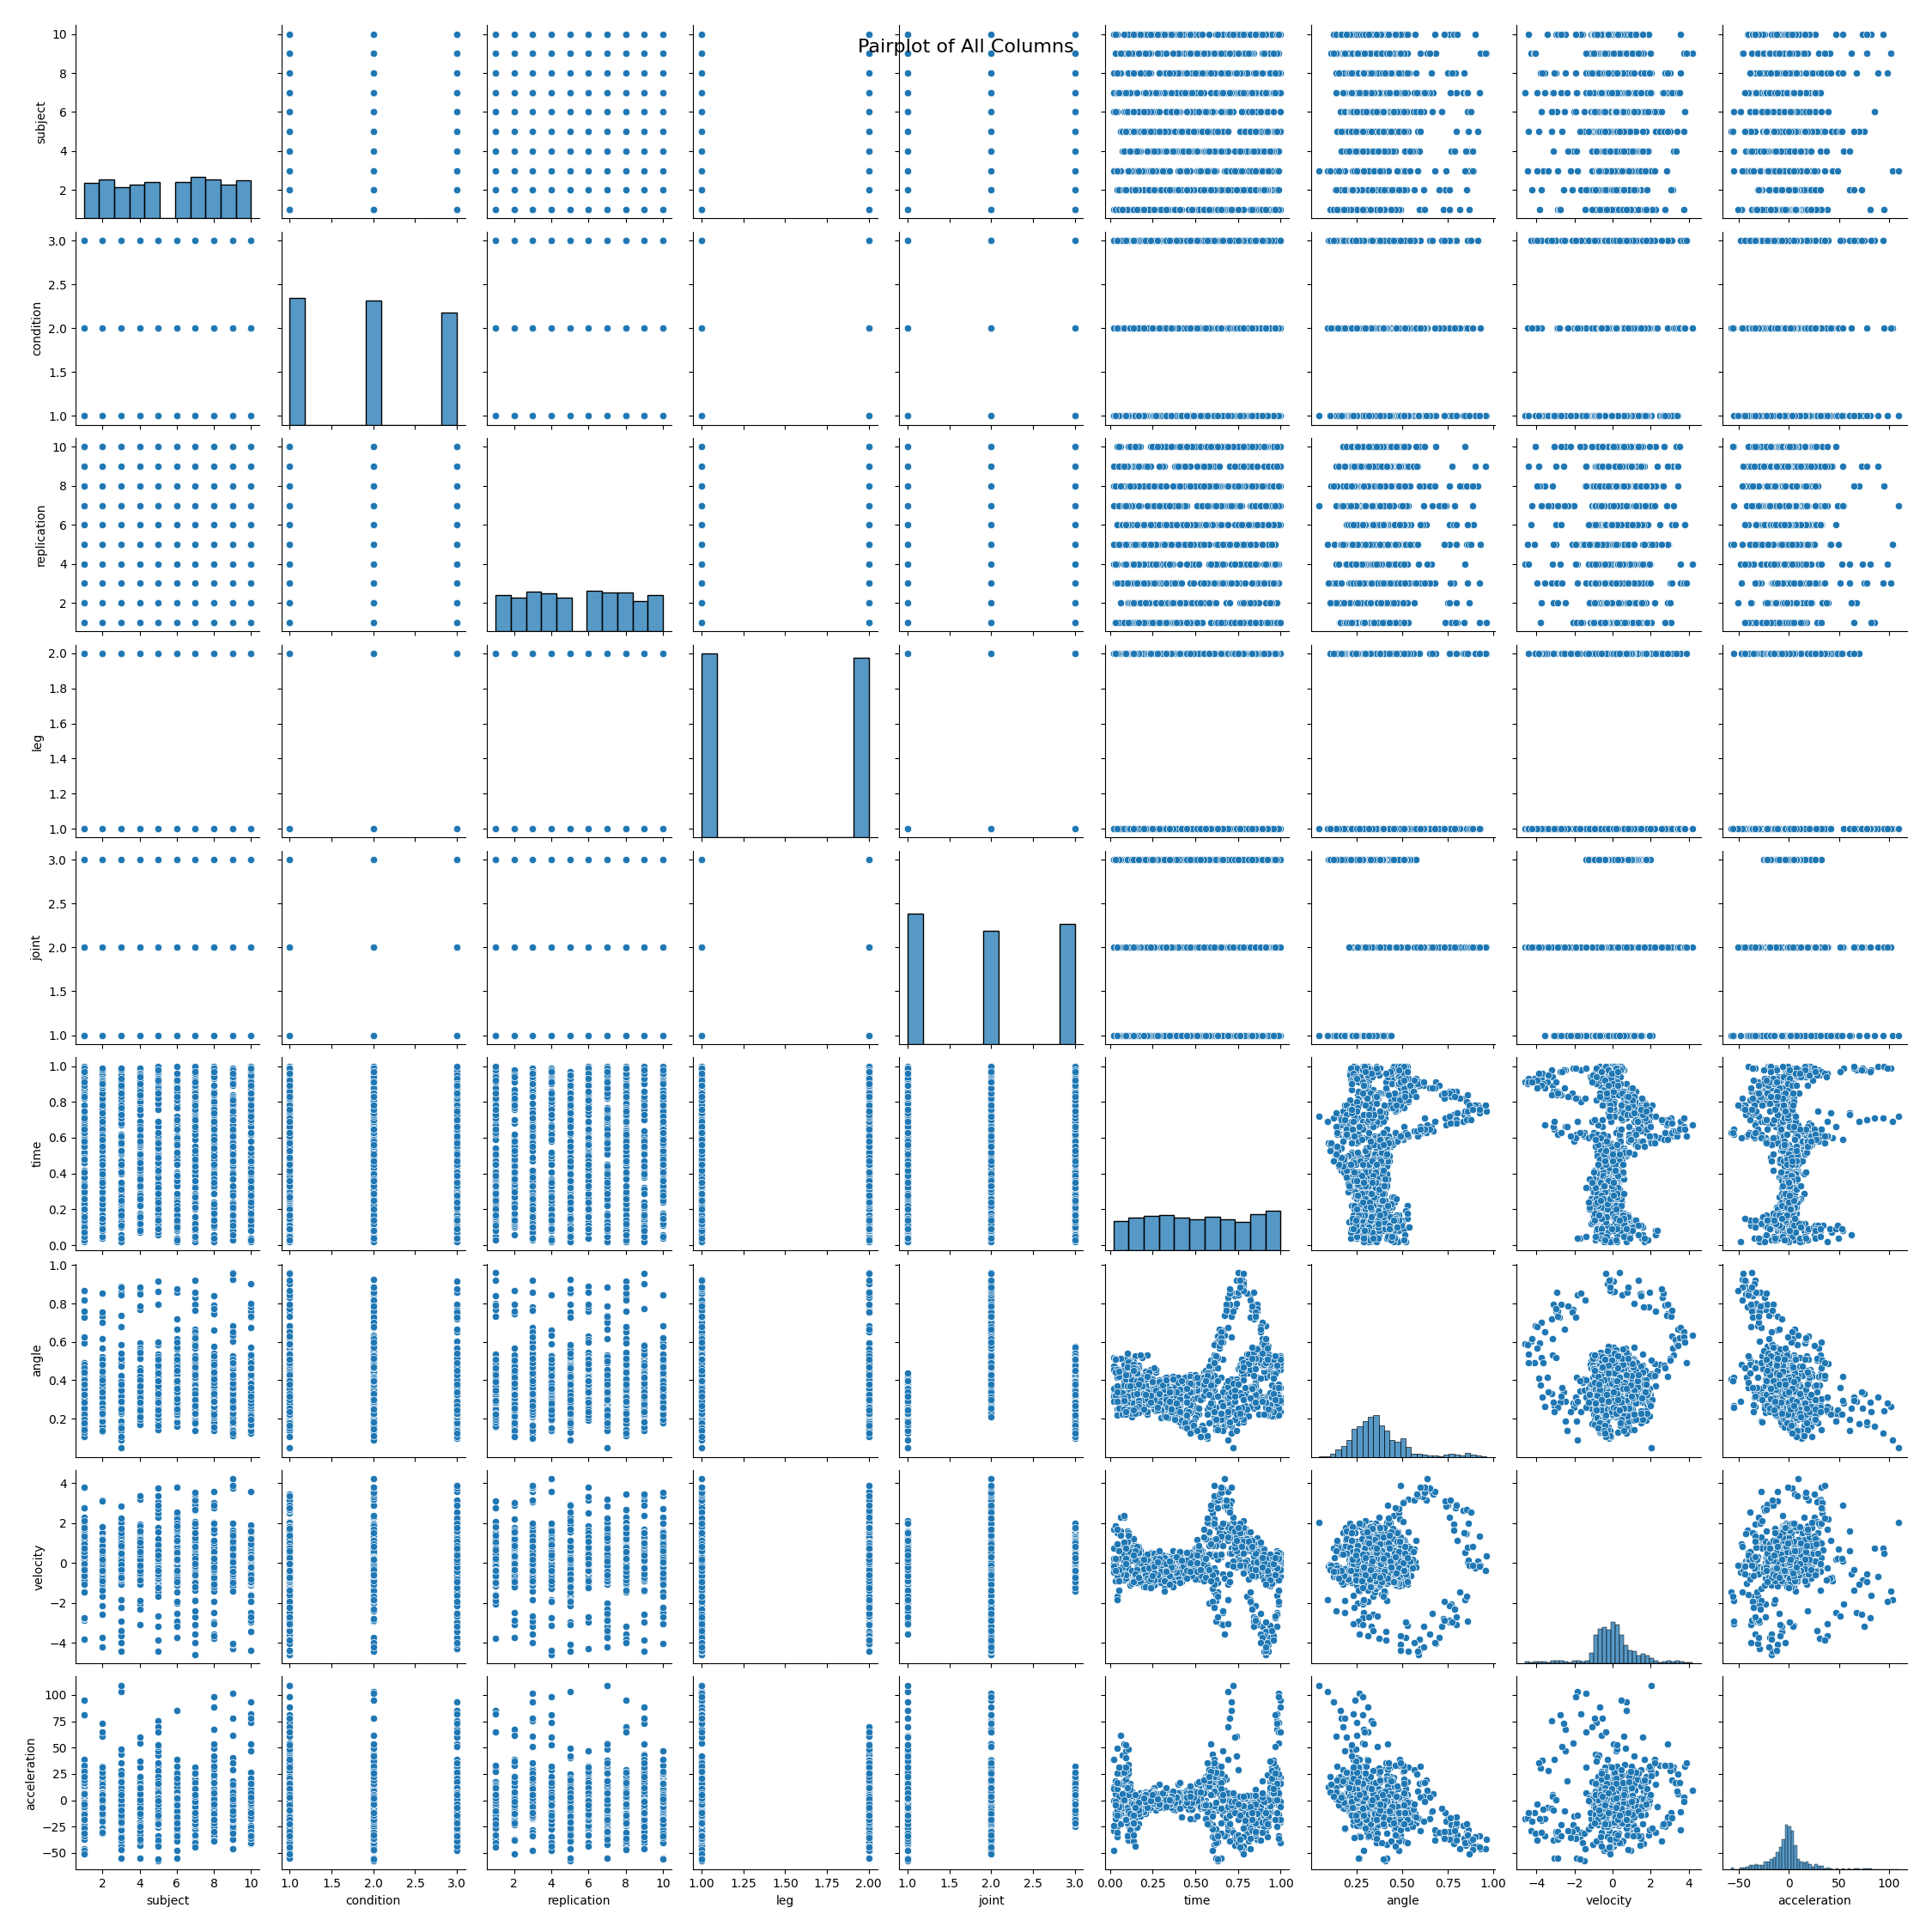 Pairplot of All Columns
10
8
6
4
2
subject
3.0
2.5
2.0
1.5
1.0
condition
10
8
6
4
2
replication
2.0
1.8
1.6
1.4
1.2
1.0
leg
3.0
2.5
2.0
1.5
1.0
joint
1.0
0.8
0.6
0.4
0.2
0.0
time
1.0
0.8
0.6
0.4
0.2
angle
4
2
0
−2
−4
velocity
100
75
50
25
0
−25
−50
acceleration
2 4 6 8 10
1.0 1.5 2.0 2.5 3.0
2 4 6 8 10
1.00 1.25 1.50 1.75 2.00
1.0 1.5 2.0 2.5 3.0
0.00 0.25 0.50 0.75 1.00
0.25 0.50 0.75 1.00
−4 −2 0 2 4
−50 0 50 100
subject condition replication leg joint time angle velocity acceleration